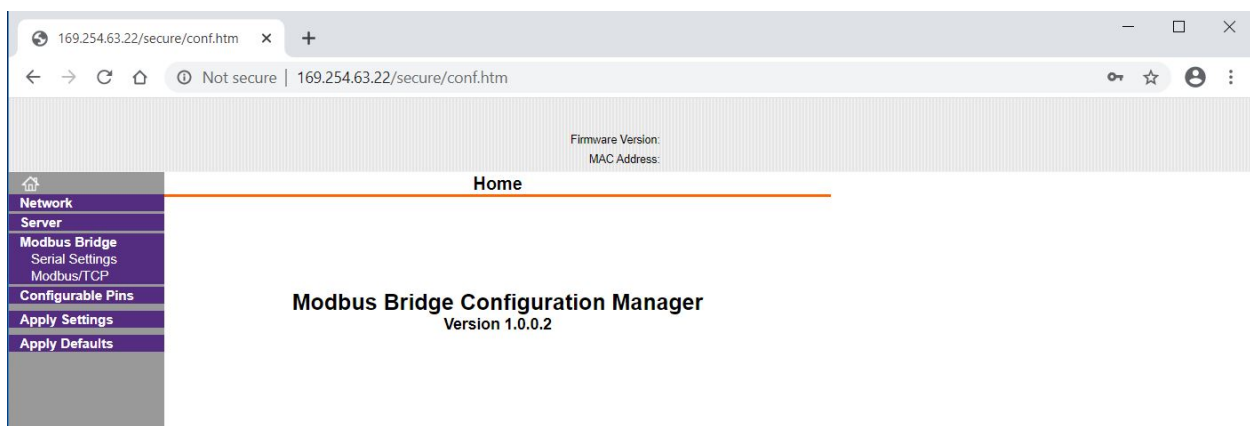 169.254.63.22/secure/conf.htm
Not secure | 169.254.63.22/secure/conf.htm
Firmware Version:
MAC Address:
Home
Network
Server
Modbus Bridge
Serial Settings
Modbus/TCP
Configurable Pins
Apply Settings
Apply Defaults
Modbus Bridge Configuration Manager
Version 1.0.0.2